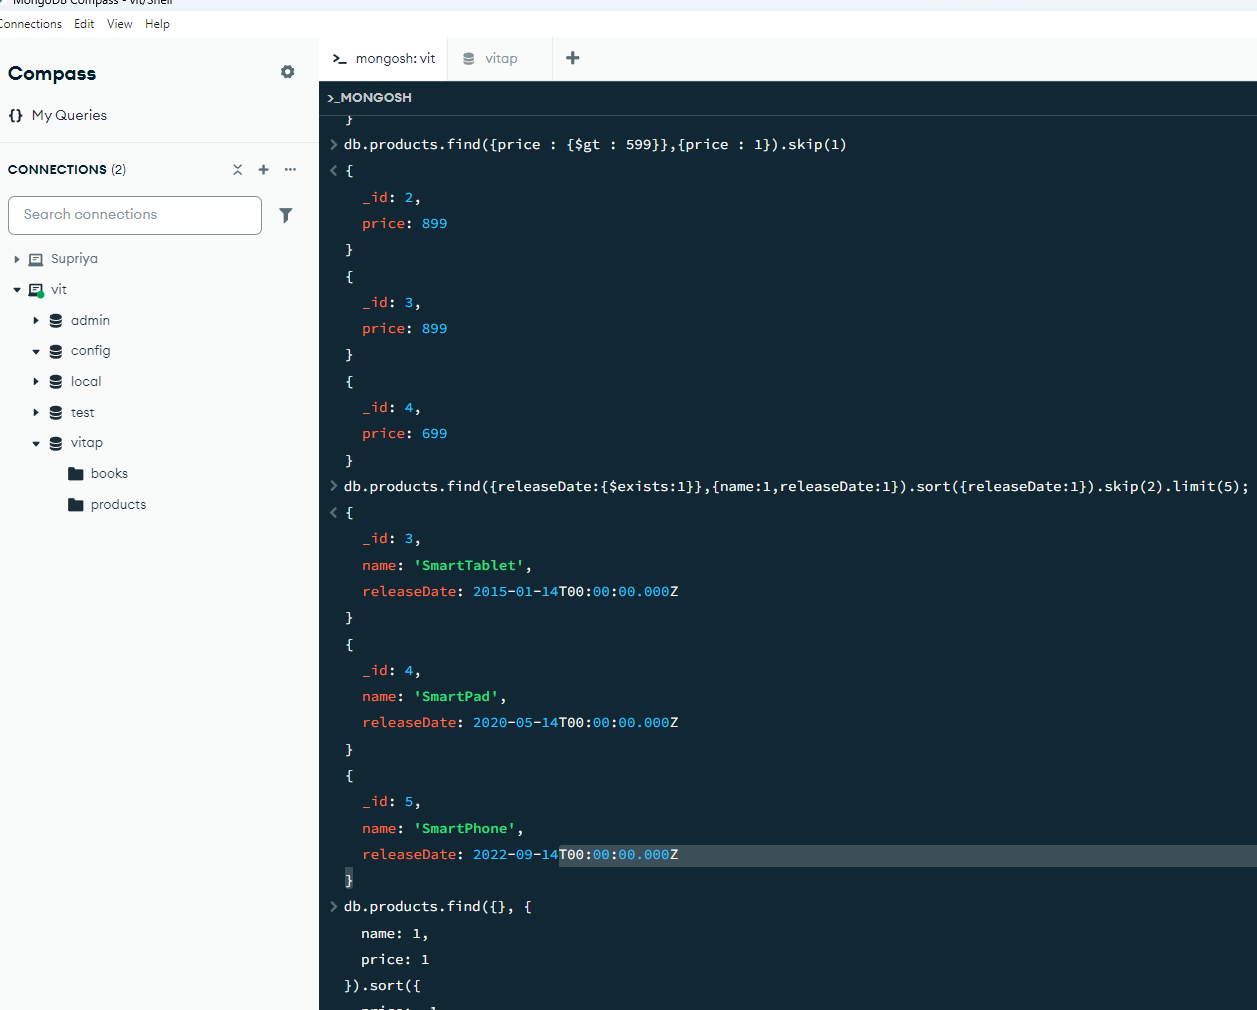 MongoDB Compass - vit/Shell
Connections Edit View Help
Compass
{} My Queries
CONNECTIONS (2)
Search connections
Supriya
vit
admin
config
local
test
vitap
books
products
>_ mongosh: vit
vitap
>_MONGOSH
}
> db.products.find({price : {$gt : 599}},{price : 1}).skip(1)
< {
_id: 2,
price: 899
}
{
_id: 3,
price: 899
}
{
_id: 4,
price: 699
}
> db.products.find({releaseDate:{$exists:1}},{name:1,releaseDate:1}).sort({releaseDate:1}).skip(2).limit(5);
< {
_id: 3,
name: 'SmartTablet',
releaseDate: 2015-01-14T00:00:00.000Z
}
{
_id: 4,
name: 'SmartPad',
releaseDate: 2020-05-14T00:00:00.000Z
}
{
_id: 5,
name: 'SmartPhone',
releaseDate: 2022-09-14T00:00:00.000Z
}
> db.products.find({}, {
name: 1,
price: 1
}).sort({